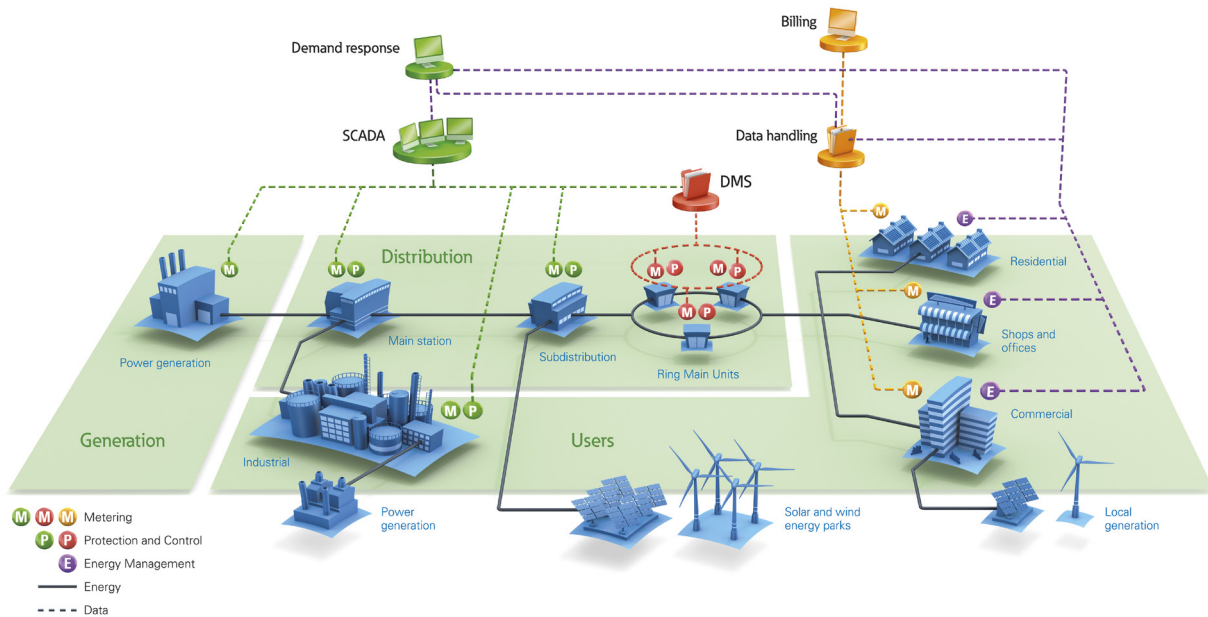 Billing
Demand response
SCADA
Data handling
DMS
M
E
Distribution
M
M P
M P
M P
M P
Residential
M P
M
E
Main station
Subdistribution
Shops and
offices
Power generation
Ring Main Units
M
E
M P
Commercial
Generation
Users
Industrial
Power
generation
Solar and wind
energy parks
Local
generation
M M M Metering
P P Protection and Control
E Energy Management
Energy
Data